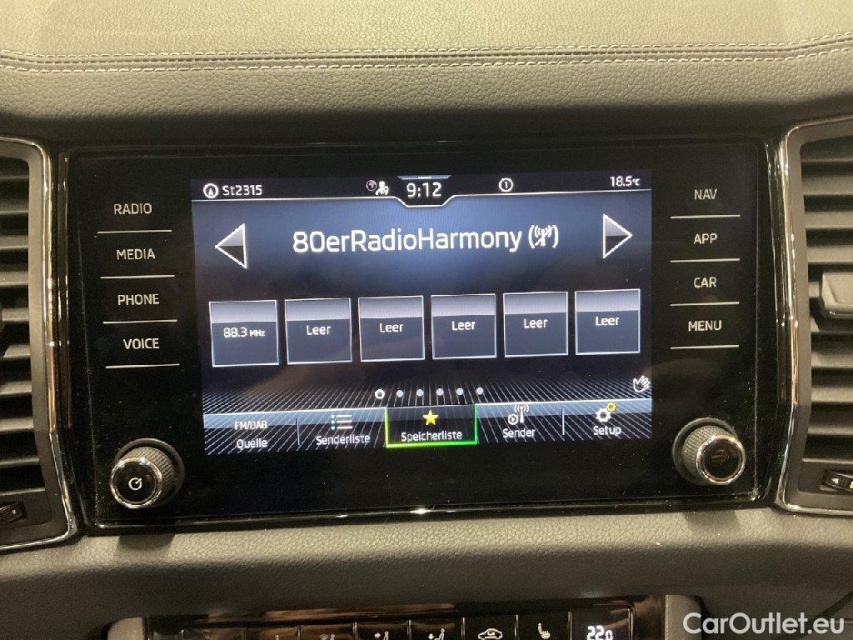 St2315 9:12 18.5°C
RADIO
MEDIA
PHONE
VOICE
80erRadioHarmony
88.3 MHz Leer Leer Leer Leer Leer
FM/DAB
Quelle Senderliste Speicherliste Sender Setup
NAV
APP
CAR
MENU
22.0
CarOutlet.eu